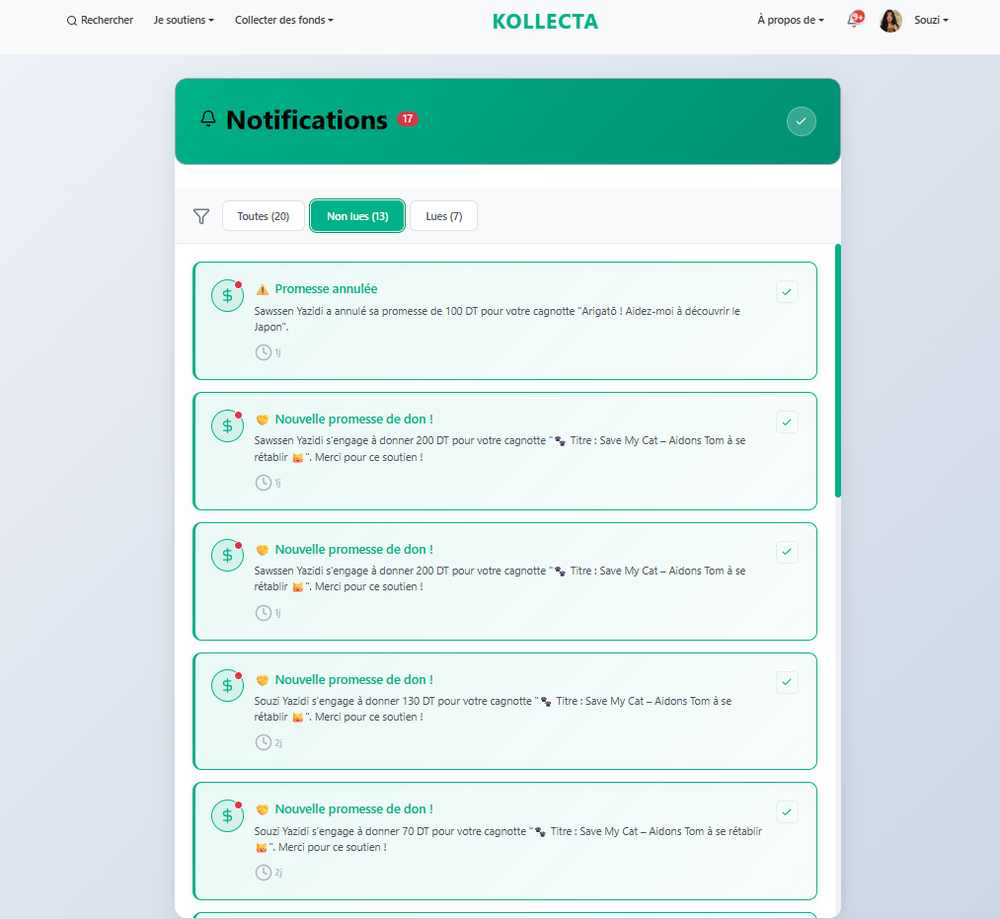 Rechercher Je soutiens Collecter des fonds KOLLECTA À propos de 9+ Souzi
Notifications 17
Toutes (20) Non lues (13) Lues (7)
Promesse annulée
Sawssen Yazidi a annulé sa promesse de 100 DT pour votre cagnotte "Arigatō ! Aidez-moi à découvrir le
Japon".
1j
Nouvelle promesse de don !
Sawssen Yazidi s'engage à donner 200 DT pour votre cagnotte "🐾 Titre : Save My Cat – Aidons Tom à se
rétablir 🐱". Merci pour ce soutien !
1j
Nouvelle promesse de don !
Sawssen Yazidi s'engage à donner 200 DT pour votre cagnotte "🐾 Titre : Save My Cat – Aidons Tom à se
rétablir 🐱". Merci pour ce soutien !
1j
Nouvelle promesse de don !
Souzi Yazidi s'engage à donner 130 DT pour votre cagnotte "🐾 Titre : Save My Cat – Aidons Tom à se
rétablir 🐱". Merci pour ce soutien !
2j
Nouvelle promesse de don !
Souzi Yazidi s'engage à donner 70 DT pour votre cagnotte "🐾 Titre : Save My Cat – Aidons Tom à se rétablir
🐱". Merci pour ce soutien !
2j